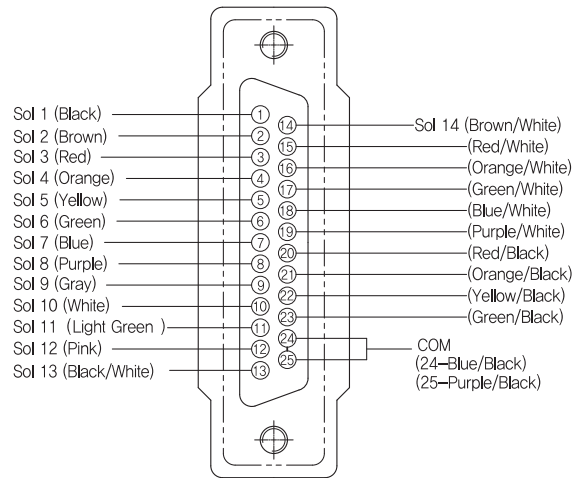 Sol 1 (Black)
Sol 2 (Brown)
Sol 3 (Red)
Sol 4 (Orange)
Sol 5 (Yellow)
Sol 6 (Green)
Sol 7 (Blue)
Sol 8 (Purple)
Sol 9 (Gray)
Sol 10 (White)
Sol 11 (Light Green )
Sol 12 (Pink)
Sol 13 (Black/White)
1
2
3
4
5
6
7
8
9
10
11
12
13
14
15
16
17
18
19
20
21
22
23
24
25
Sol 14 (Brown/White)
(Red/White)
(Orange/White)
(Green/White)
(Blue/White)
(Purple/White)
(Red/Black)
(Orange/Black)
(Yellow/Black)
(Green/Black)
COM
(24–Blue/Black)
(25–Purple/Black)